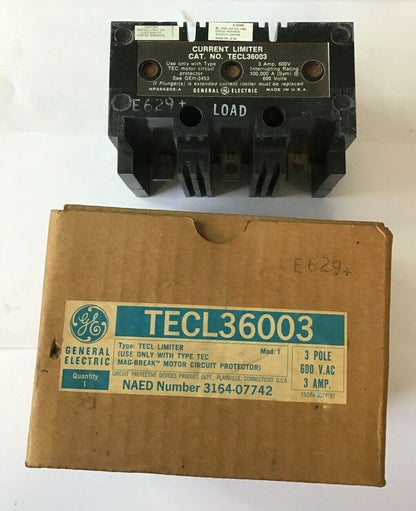 CURRENT LIMITER
CAT. NO. TECL36003
Use only with Type TEC motor circuit protector See GEH-3453
3 Amp, 600V Interrupting Rating 100,000 A (Sym) @ 600 Volts
If Plunger is extended current limiter must be replaced
GENERAL ELECTRIC
MADE IN U.S.A.
E629+
LOAD
E629+
GENERAL ELECTRIC
Quantity
1
TECL36003
Type: TECL LIMITER
Mod. 1
(USE ONLY WITH TYPE TEC
MAG-BREAK™ MOTOR CIRCUIT PROTECTOR)
CIRCUIT PROTECTIVE DEVICES PRODUCT DEPT., PLAINVILLE, CONNECTICUT U.S.A.
NAED Number 3164-07742
3 POLE
600 V.AC
3 AMP.